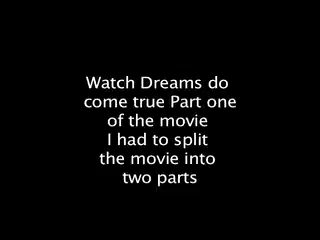 Watch Dreams do
come true Part one
of the movie
I had to split
the movie into
two parts